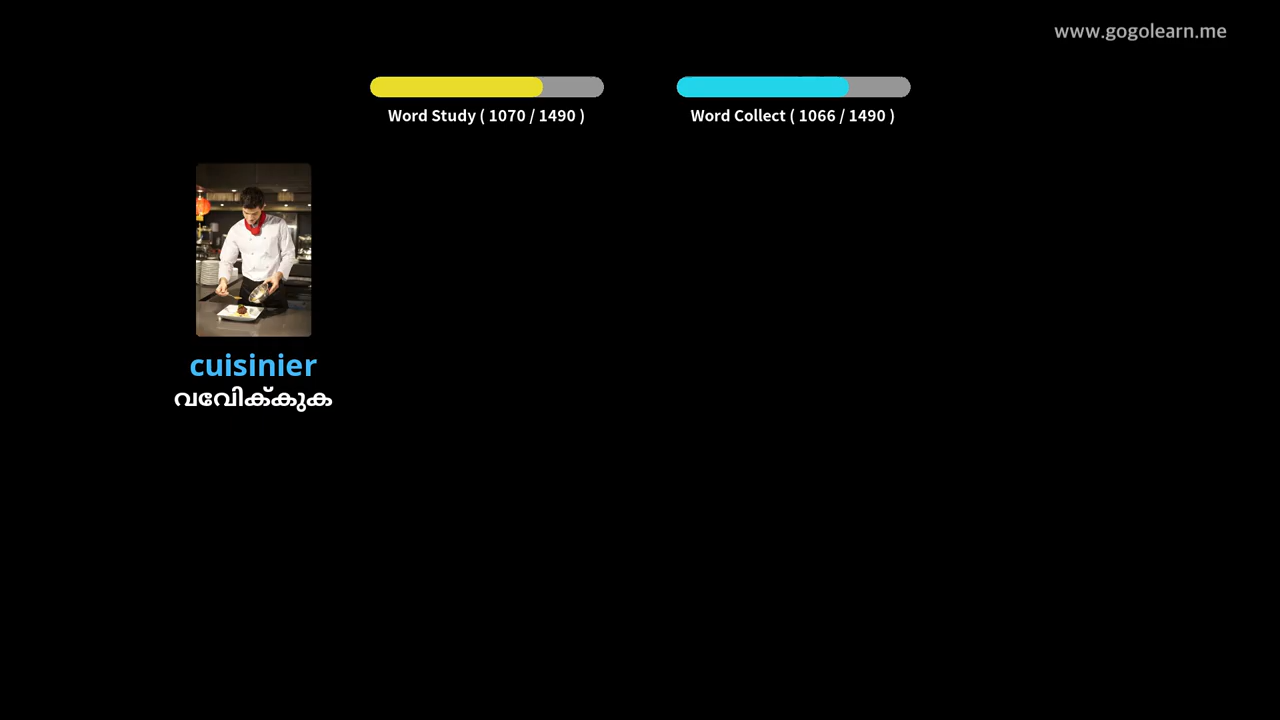 www.gogolearn.me
Word Study ( 1070 / 1490 )
Word Collect ( 1066 / 1490 )
cuisinier
വവേിക്കുക